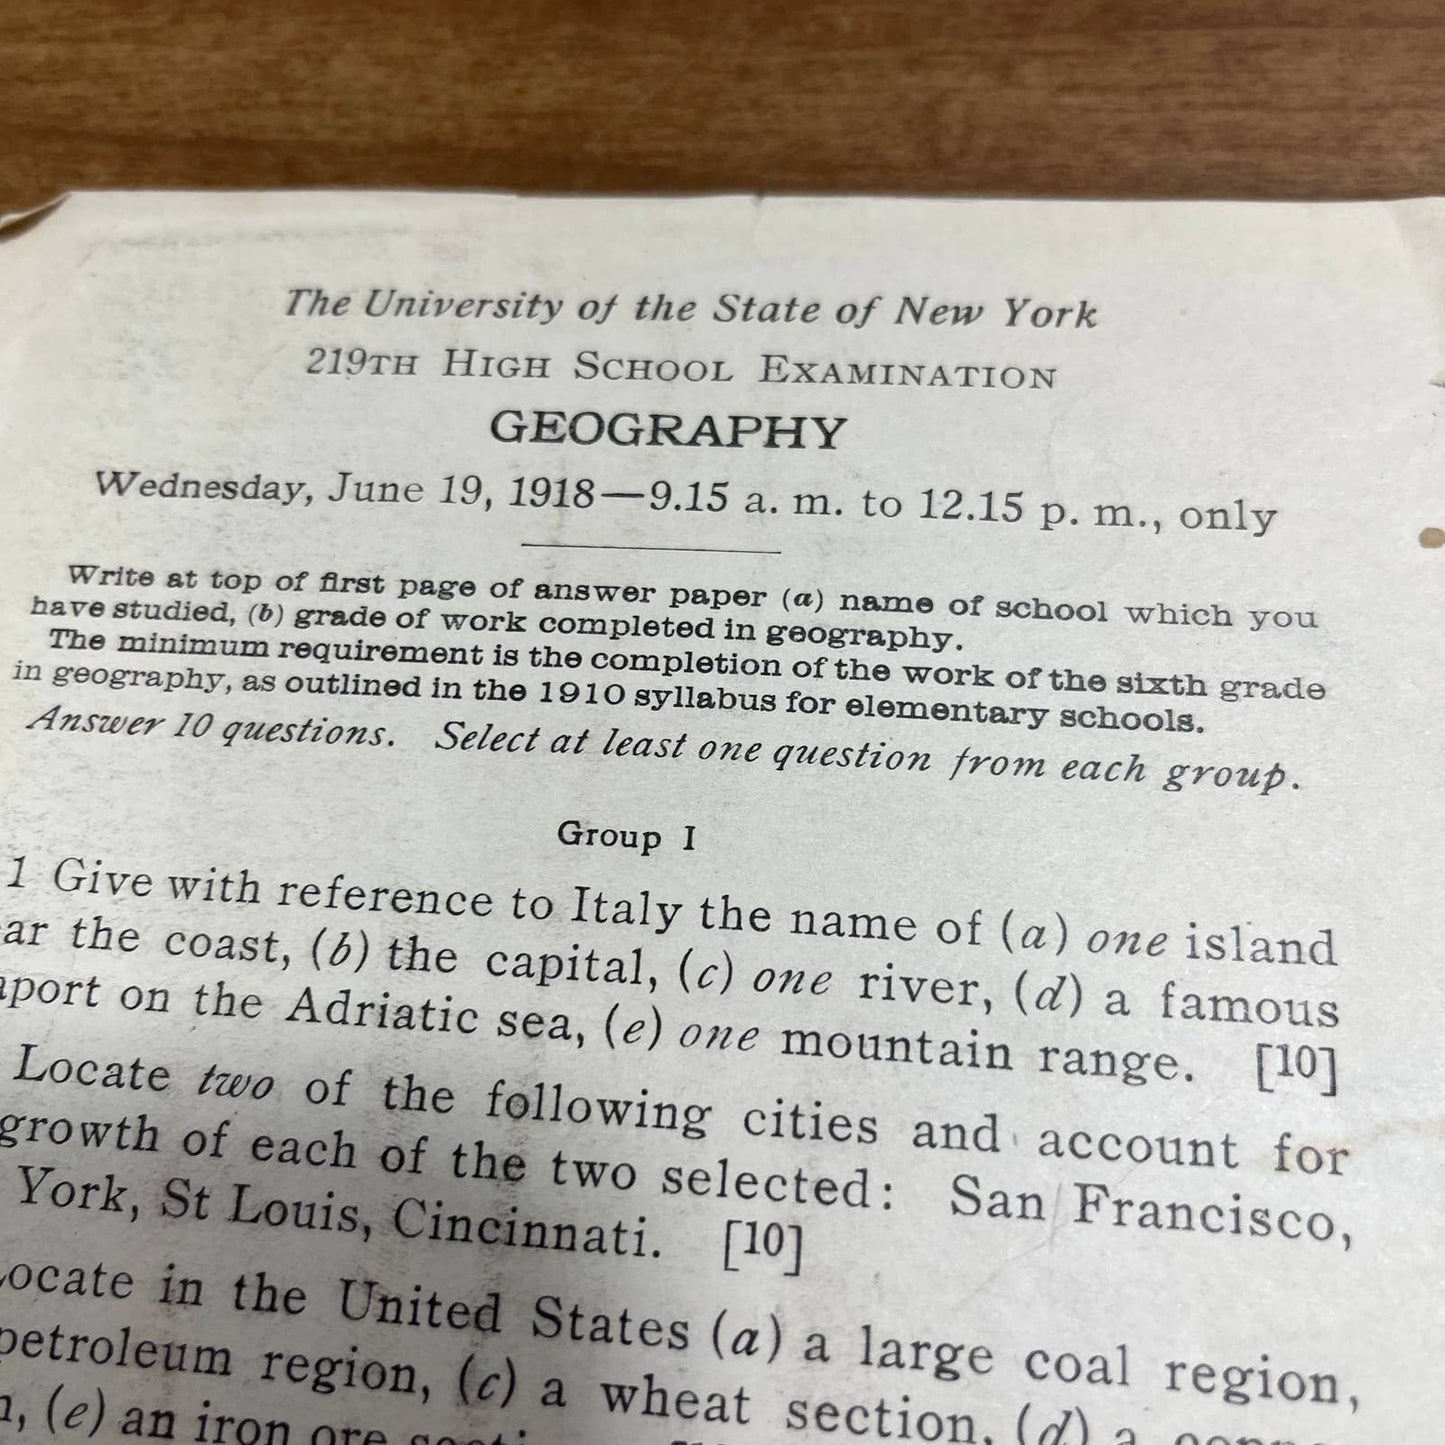 The University of the State of New York
219TH HIGH SCHOOL EXAMINATION
GEOGRAPHY
Wednesday, June 19, 1918—9.15 a. m. to 12.15 p. m., only
Write at top of first page of answer paper (a) name of school which you
have studied, (b) grade of work completed in geography.
The minimum requirement is the completion of the work of the sixth grade
in geography, as outlined in the 1910 syllabus for elementary schools.
Answer 10 questions. Select at least one question from each group.
Group I
1 Give with reference to Italy the name of (a) one island
ar the coast, (b) the capital, (c) one river, (d) a famous
aport on the Adriatic sea, (e) one mountain range. [10]
Locate two of the following cities and account for
growth of each of the two selected: San Francisco,
York, St Louis, Cincinnati. [10]
ocate in the United States (a) a large coal region,
petroleum region, (c) a wheat section, (d) a
(e) an iron ore